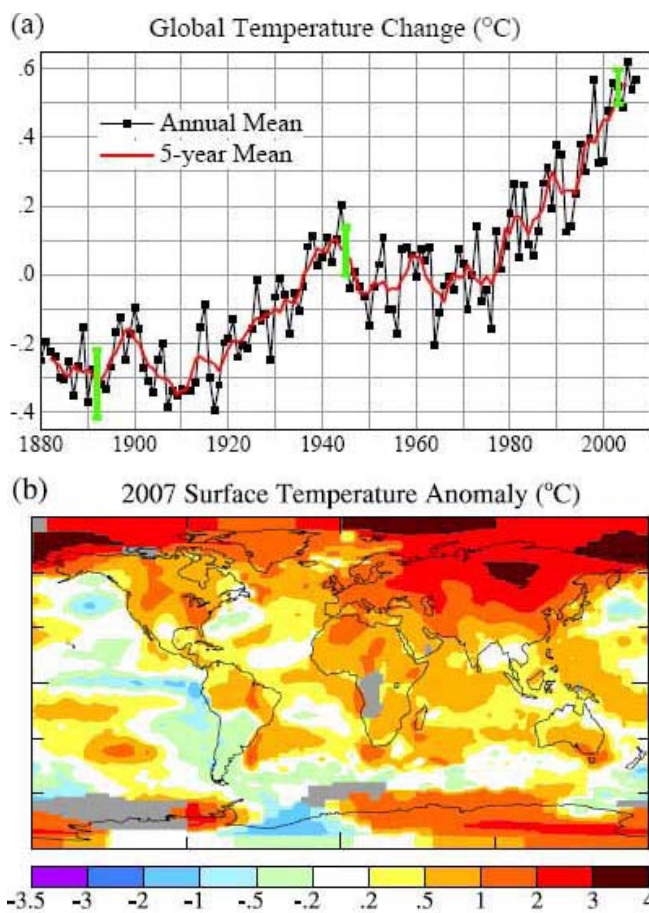 (a) Global Temperature Change (°C)
.6
.4
.2
.0
-.2
-.4
Annual Mean
5-year Mean
1880 1900 1920 1940 1960 1980 2000
(b) 2007 Surface Temperature Anomaly (°C)
-3.5 -3 -2 -1 -.5 -.2 .2 .5 1 2 3 4